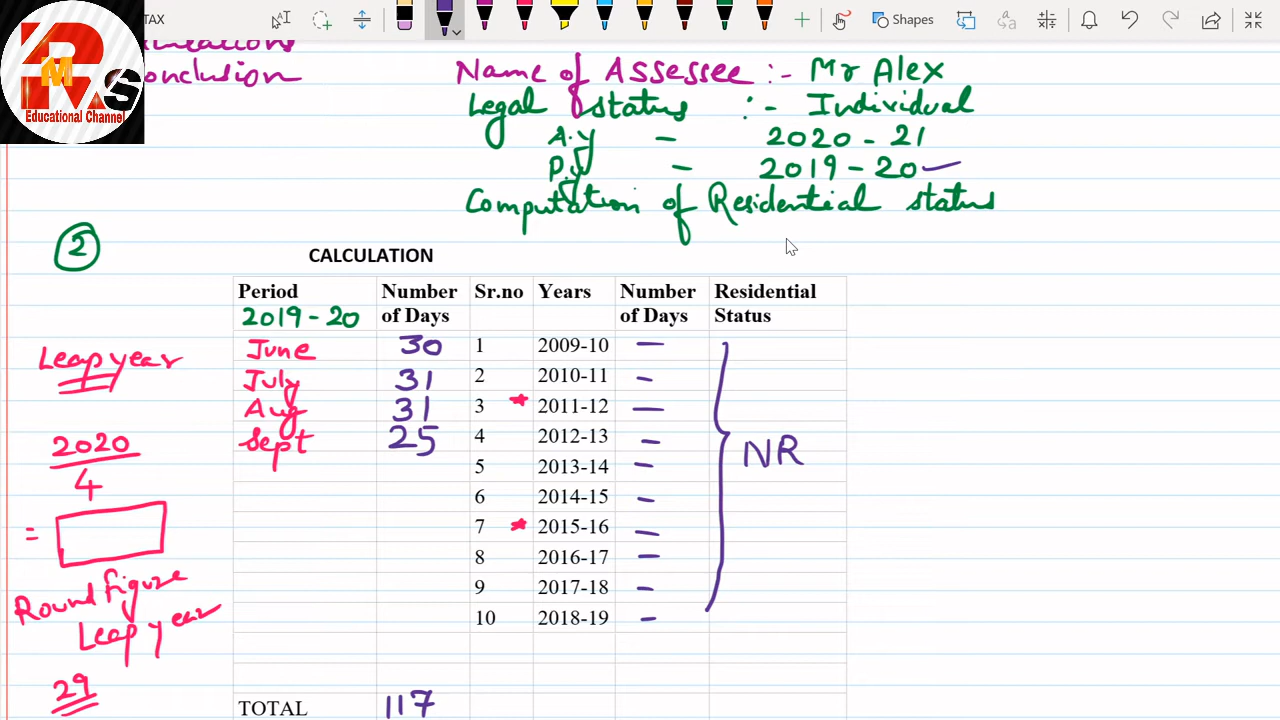 TAX
Shapes
RMS
Educational Channel
Conclusion
Name of Assessee :- Mr Alex
Legal status :- Individual
A.y - 2020 - 21
P.y - 2019 - 20
Computation of Residential status
2
CALCULATION
Period Number Sr.no Years Number Residential
2019 - 20 of Days of Days Status
June 30 1 2009-10 —
July 31 2 2010-11 -
Aug 31 3 * 2011-12 —
Sept 25 4 2012-13 -
5 2013-14 -
6 2014-15 -
7 * 2015-16 -
8 2016-17 -
9 2017-18 -
10 2018-19 -
NR
TOTAL 117
Leap year
2020
4
=
Round figure
Leap year
29